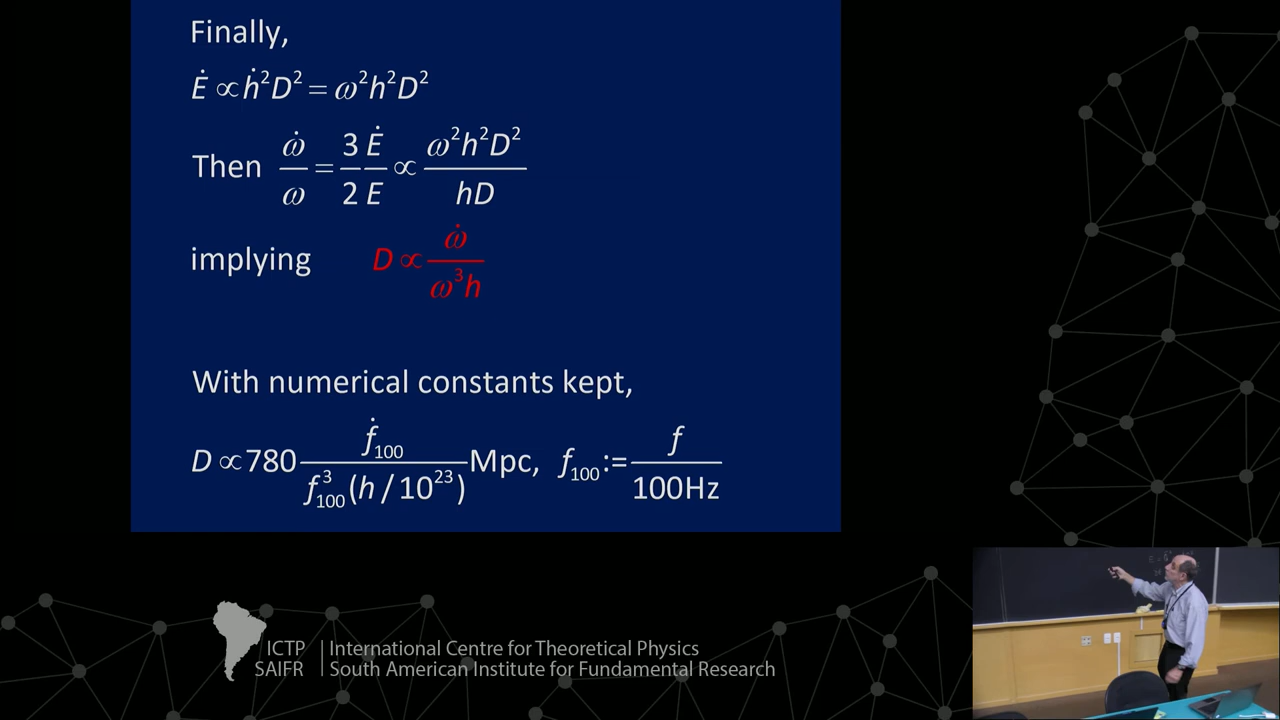 Finally,
Ė ∝ ḣ²D² = ω²h²D²
Then ω̇/ω = 3/2 Ė/E ∝ ω²h²D²/hD
implying D ∝ ω̇/ω³h
With numerical constants kept,
D ∝ 780 ḟ₁₀₀/f³₁₀₀(h/10²³) Mpc, f₁₀₀:= f/100Hz
ICTP
SAIFR
International Centre for Theoretical Physics
South American Institute for Fundamental Research